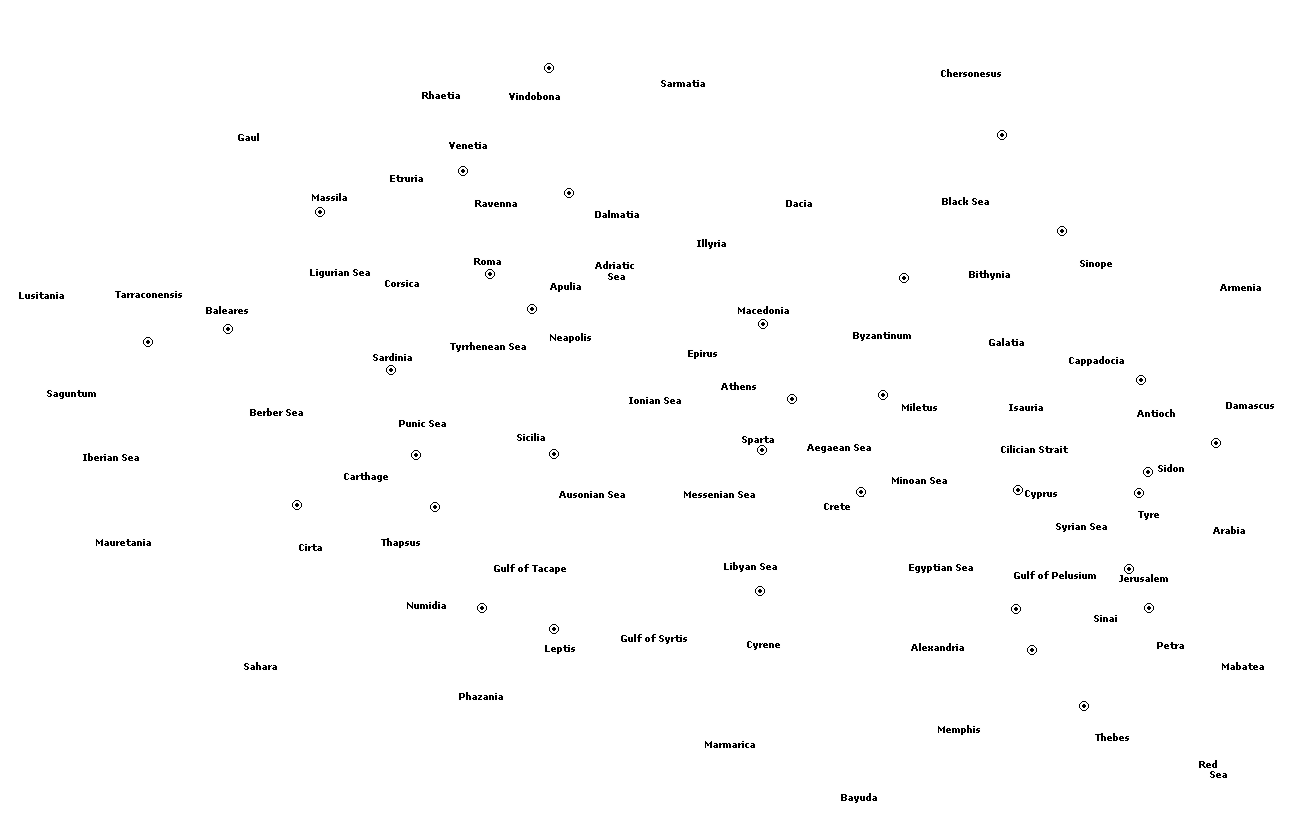 Chersonesus
Sarmatia
Rhaetia
Vindobona
Gaul
Venetia
Etruria
Massila
Black Sea
Ravenna
Dacia
Dalmatia
Illyria
Roma
Sinope
Adriatic
Sea
Ligurian Sea
Bithynia
Corsica
Apulia
Armenia
Lusitania
Tarraconensis
Baleares
Macedonia
Byzantinum
Neapolis
Galatia
Tyrrhenean Sea
Epirus
Sardinia
Cappadocia
Athens
Saguntum
Ionian Sea
Damascus
Miletus
Isauria
Berber Sea
Antioch
Punic Sea
Sicilia
Sparta
Aegaean Sea
Cilician Strait
Iberian Sea
Sidon
Carthage
Minoan Sea
Cyprus
Ausonian Sea
Messenian Sea
Crete
Tyre
Syrian Sea
Arabia
Mauretania
Thapsus
Cirta
Libyan Sea
Egyptian Sea
Gulf of Tacape
Gulf of Pelusium
Jerusalem
Numidia
Sinai
Gulf of Syrtis
Cyrene
Petra
Alexandria
Leptis
Sahara
Mabatea
Phazania
Memphis
Thebes
Marmarica
Red
Sea
Bayuda